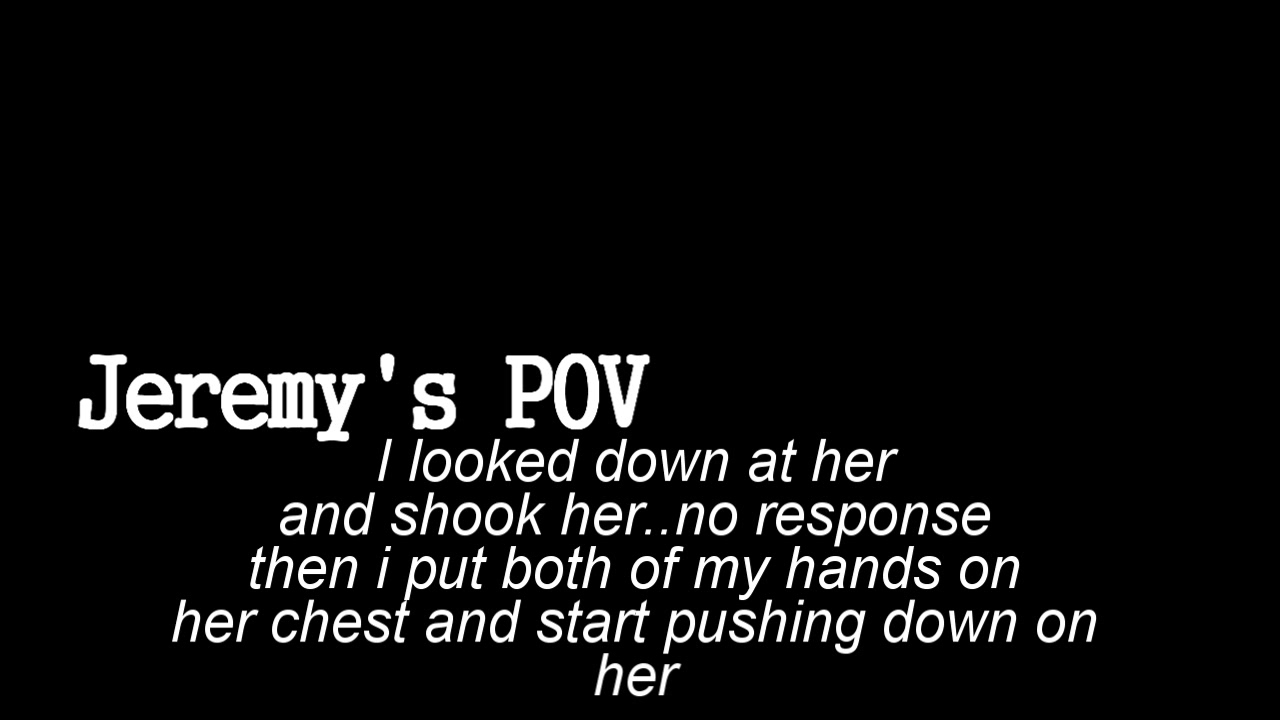 Jeremy's POV
I looked down at her
and shook her..no response
then i put both of my hands on
her chest and start pushing down on
her